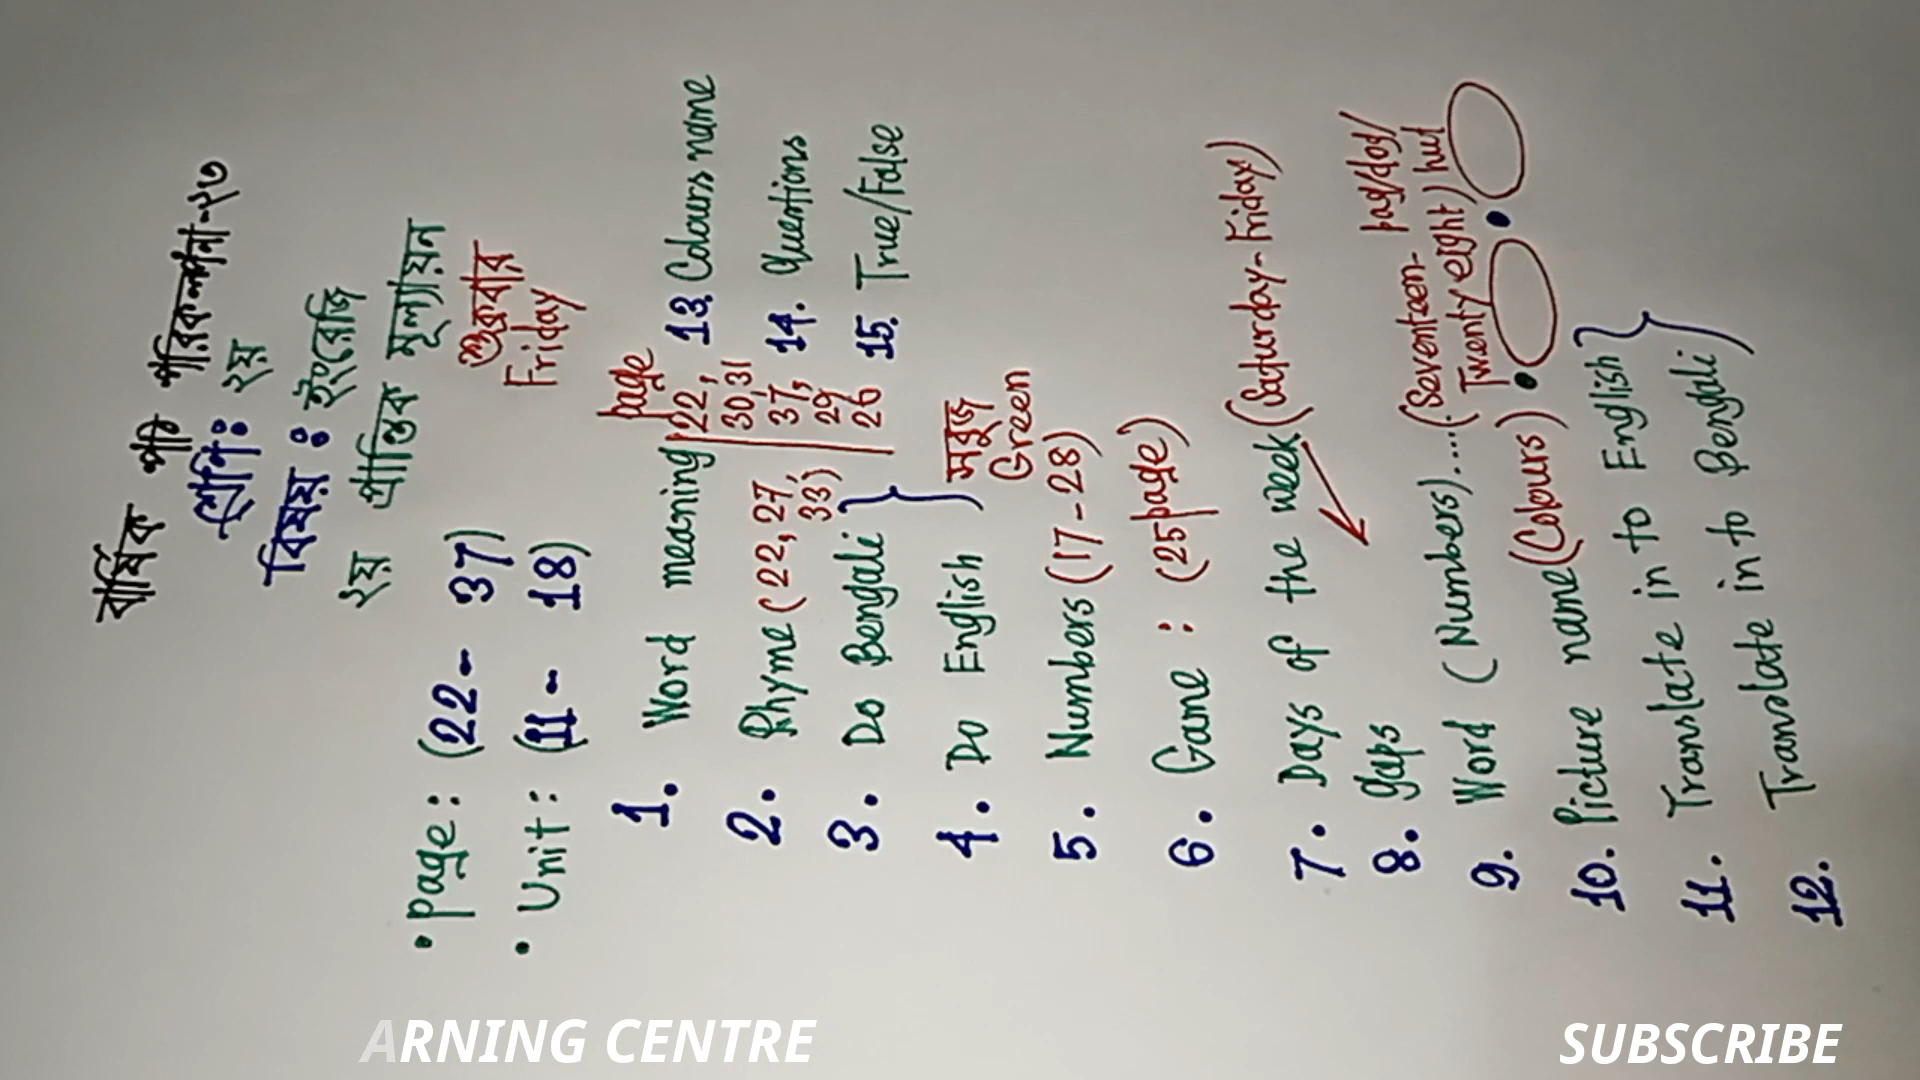 বার্ষিক পাঠ পরিকল্পনা-২৩
শ্রেণি: ২য়
বিষয়: ইংরেজি
২য় প্রান্তিক মূল্যায়ন
• Page: (22- 37)
শুক্রবার
• Unit: (11- 18)
Friday
1. Word meaning
page
22,
30,31
37,
29
26
2. Rhyme (22, 27,
33)
3. Do Bengali
4. Do English
সবুজ
Green
5. Numbers (17-28)
6. Game : (25page)
7. Days of the week (Saturday-Friday)
8. gaps
9. Word (Numbers).... (Seventeen-
Twenty eight)
hut
10. Picture name (Colours)
11. Translate in to English
12. Translate in to Bengali
13. Colours name
14. Questions
15. True/False
ARNING CENTRE
SUBSCRIBE